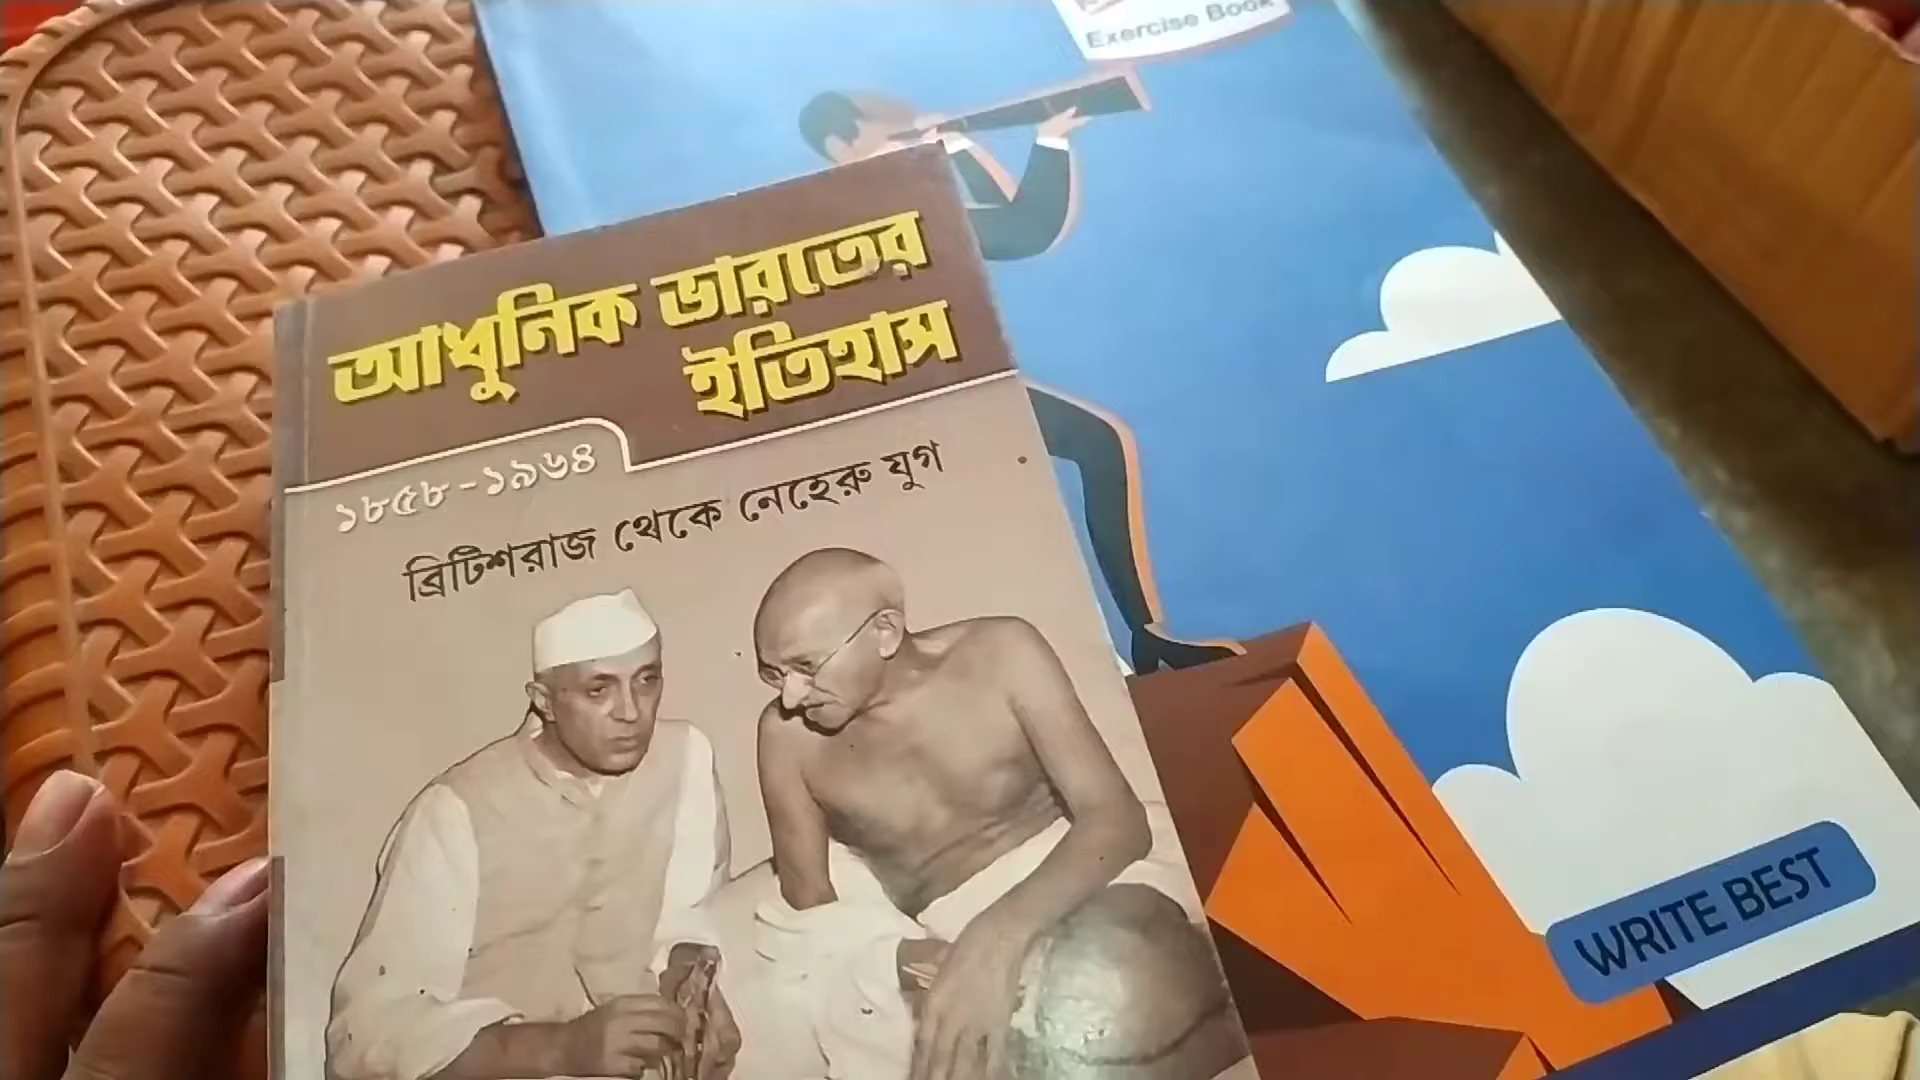 Exercise Book
আধুনিক ভারতের
ইতিহাস
১৮৫৮-১৯৬৪
ব্রিটিশরাজ থেকে নেহেরু যুগ
WRITE BEST